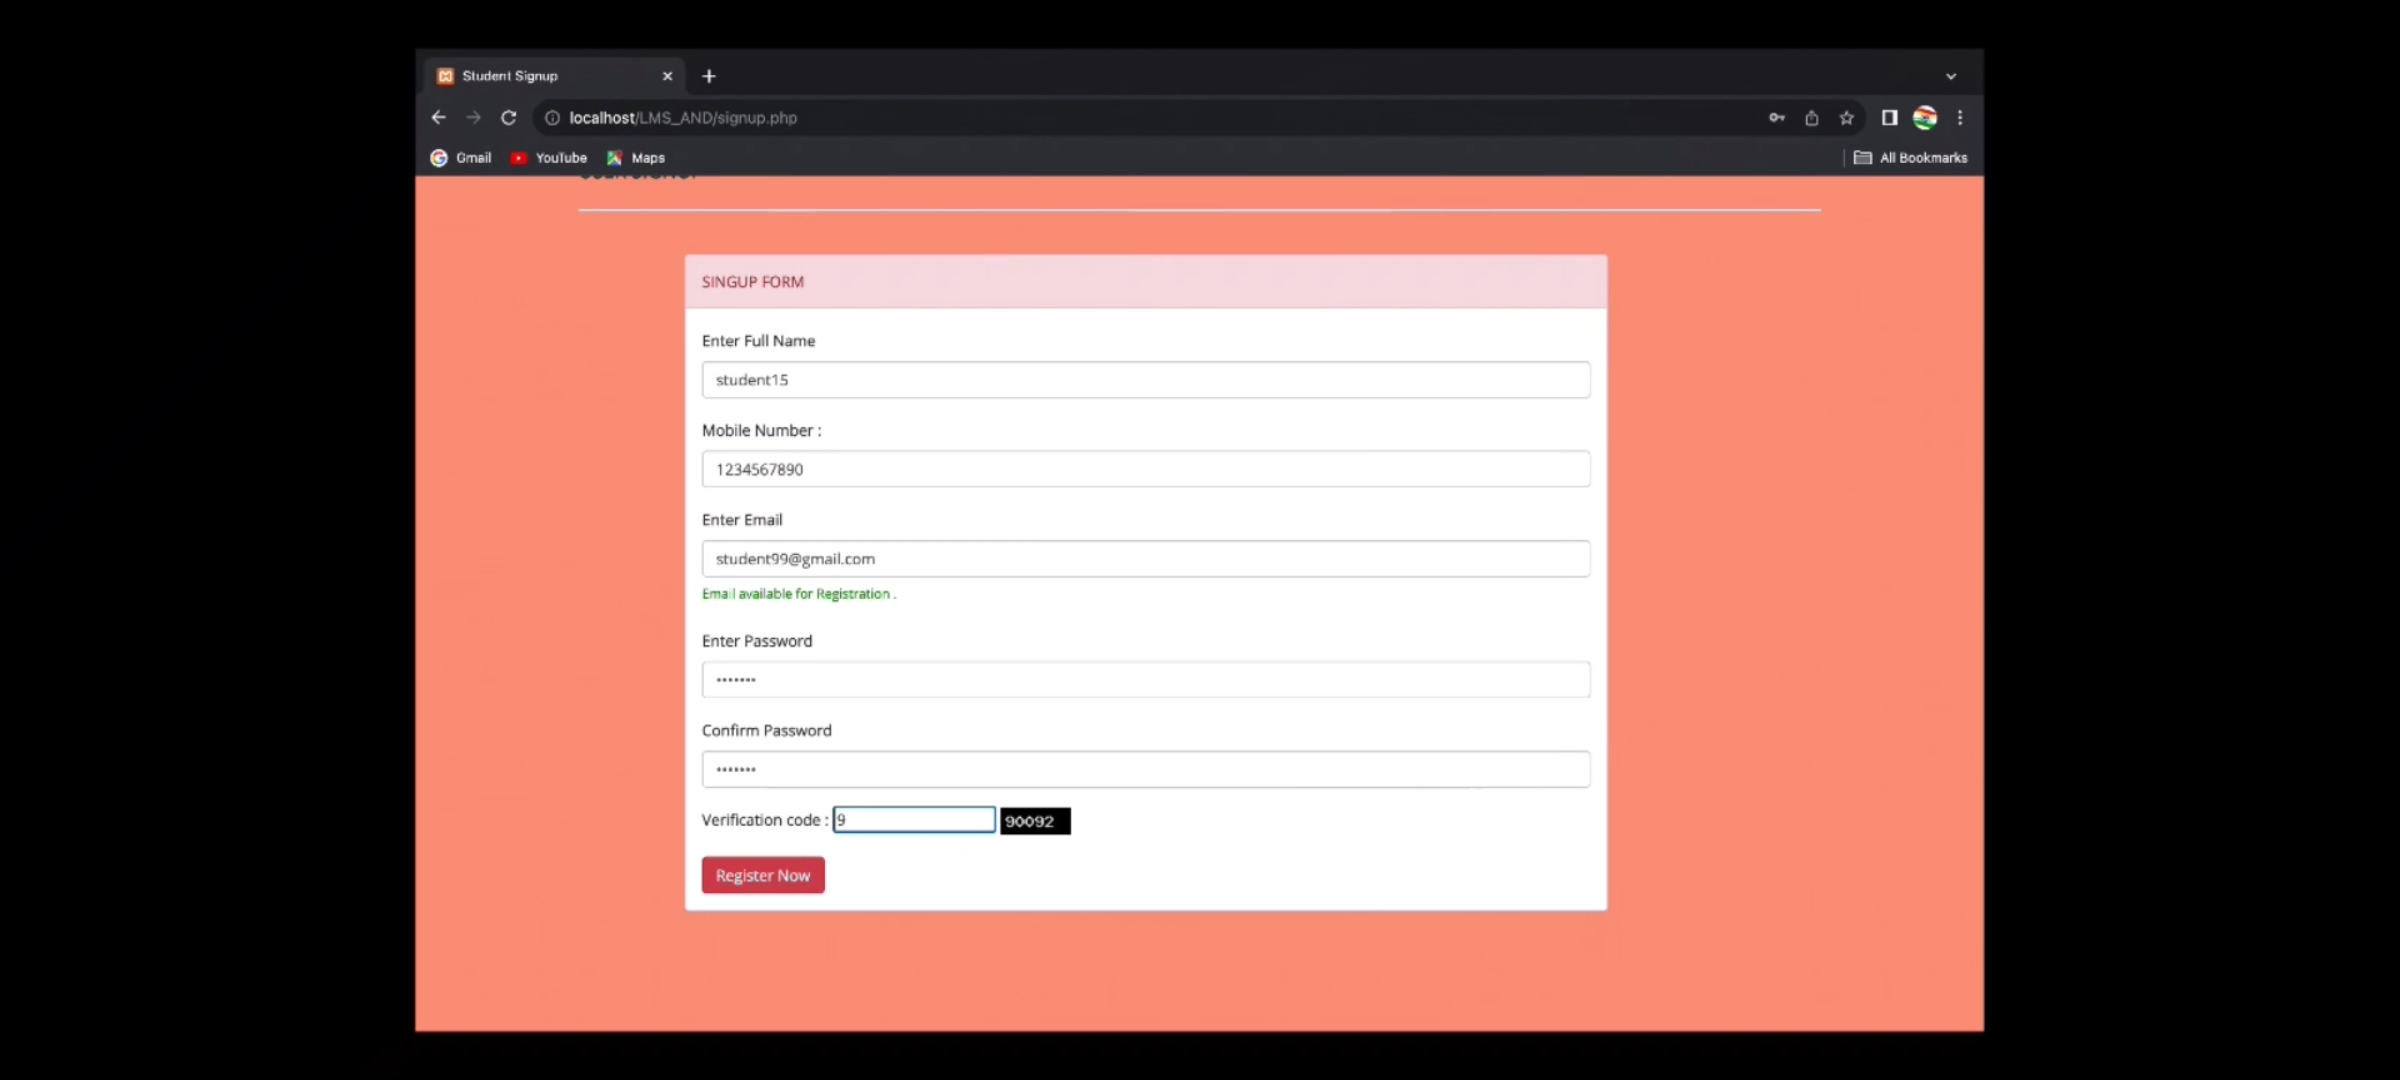 Student Signup
localhost/LMS_AND/signup.php
Gmail YouTube Maps All Bookmarks
SINGUP FORM
Enter Full Name
student15
Mobile Number :
1234567890
Enter Email
student99@gmail.com
Email available for Registration .
Enter Password
•••••••
Confirm Password
•••••••
Verification code : 9 90092
Register Now